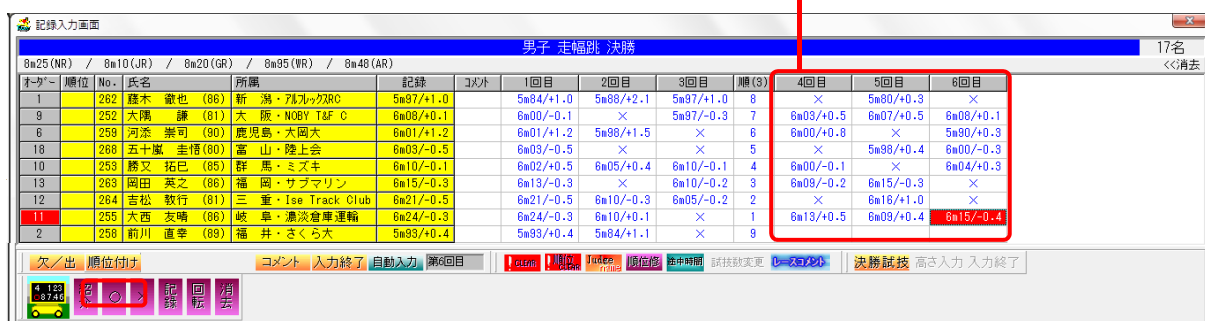 記録入力画面
男子 走幅跳 決勝 17名
8m25(NR) / 8m10(JR) / 8m20(GR) / 8m95(WR) / 8m48(AR) <<消去
オーダー 順位 No. 氏名 所属 記録 コメント 1回目 2回目 3回目 順(3) 4回目 5回目 6回目
1 262 藤木 徹也 (86) 新 潟・アルフレックスRC 5m97/+1.0 5m84/+1.0 5m88/+2.1 5m97/+1.0 8 × 5m80/+0.3 ×
9 252 大隅 謙 (81) 大 阪・NOBY T&F C 6m08/+0.1 6m00/-0.1 × 5m97/-0.3 7 6m03/+0.5 6m07/+0.5 6m08/+0.1
6 259 河添 崇司 (90) 鹿児島・大岡大 6m01/+1.2 6m01/+1.2 5m98/+1.5 × 6 6m00/+0.8 × 5m90/+0.3
18 268 五十嵐 圭悟(80) 富 山・陸上会 6m03/-0.5 6m03/-0.5 × × 5 × 5m98/+0.4 6m00/-0.3
10 253 勝又 拓巳 (85) 群 馬・ミズキ 6m10/-0.1 6m02/+0.5 6m05/+0.4 6m10/-0.1 4 6m00/-0.1 × 6m04/+0.3
13 263 岡田 英之 (86) 福 岡・サブマリン 6m15/-0.3 6m13/-0.3 × 6m10/-0.2 3 6m09/-0.2 6m15/-0.3 ×
12 264 吉松 敦行 (81) 三 重・Ise Track Club 6m21/-0.5 6m21/-0.5 6m10/-0.3 6m05/-0.2 2 × 6m16/+1.0 ×
11 255 大西 友晴 (86) 岐 阜・濃淡倉庫運輸 6m24/-0.3 6m24/-0.3 6m10/+0.1 × 1 6m13/+0.5 6m09/+0.4 6m15/-0.4
2 258 前川 直幸 (89) 福 井・さくら大 5m93/+0.4 5m93/+0.4 5m84/+1.1 × 9
欠/出 順位付け コメント 入力終了 自動入力 第6回目 !CLEAR !順位CLEAR Judge name 順位修 途中時間 試技数変更 レースコメント 決勝試技 高さ入力 入力終了
4 123 08746 ○ 記録 回転 消去